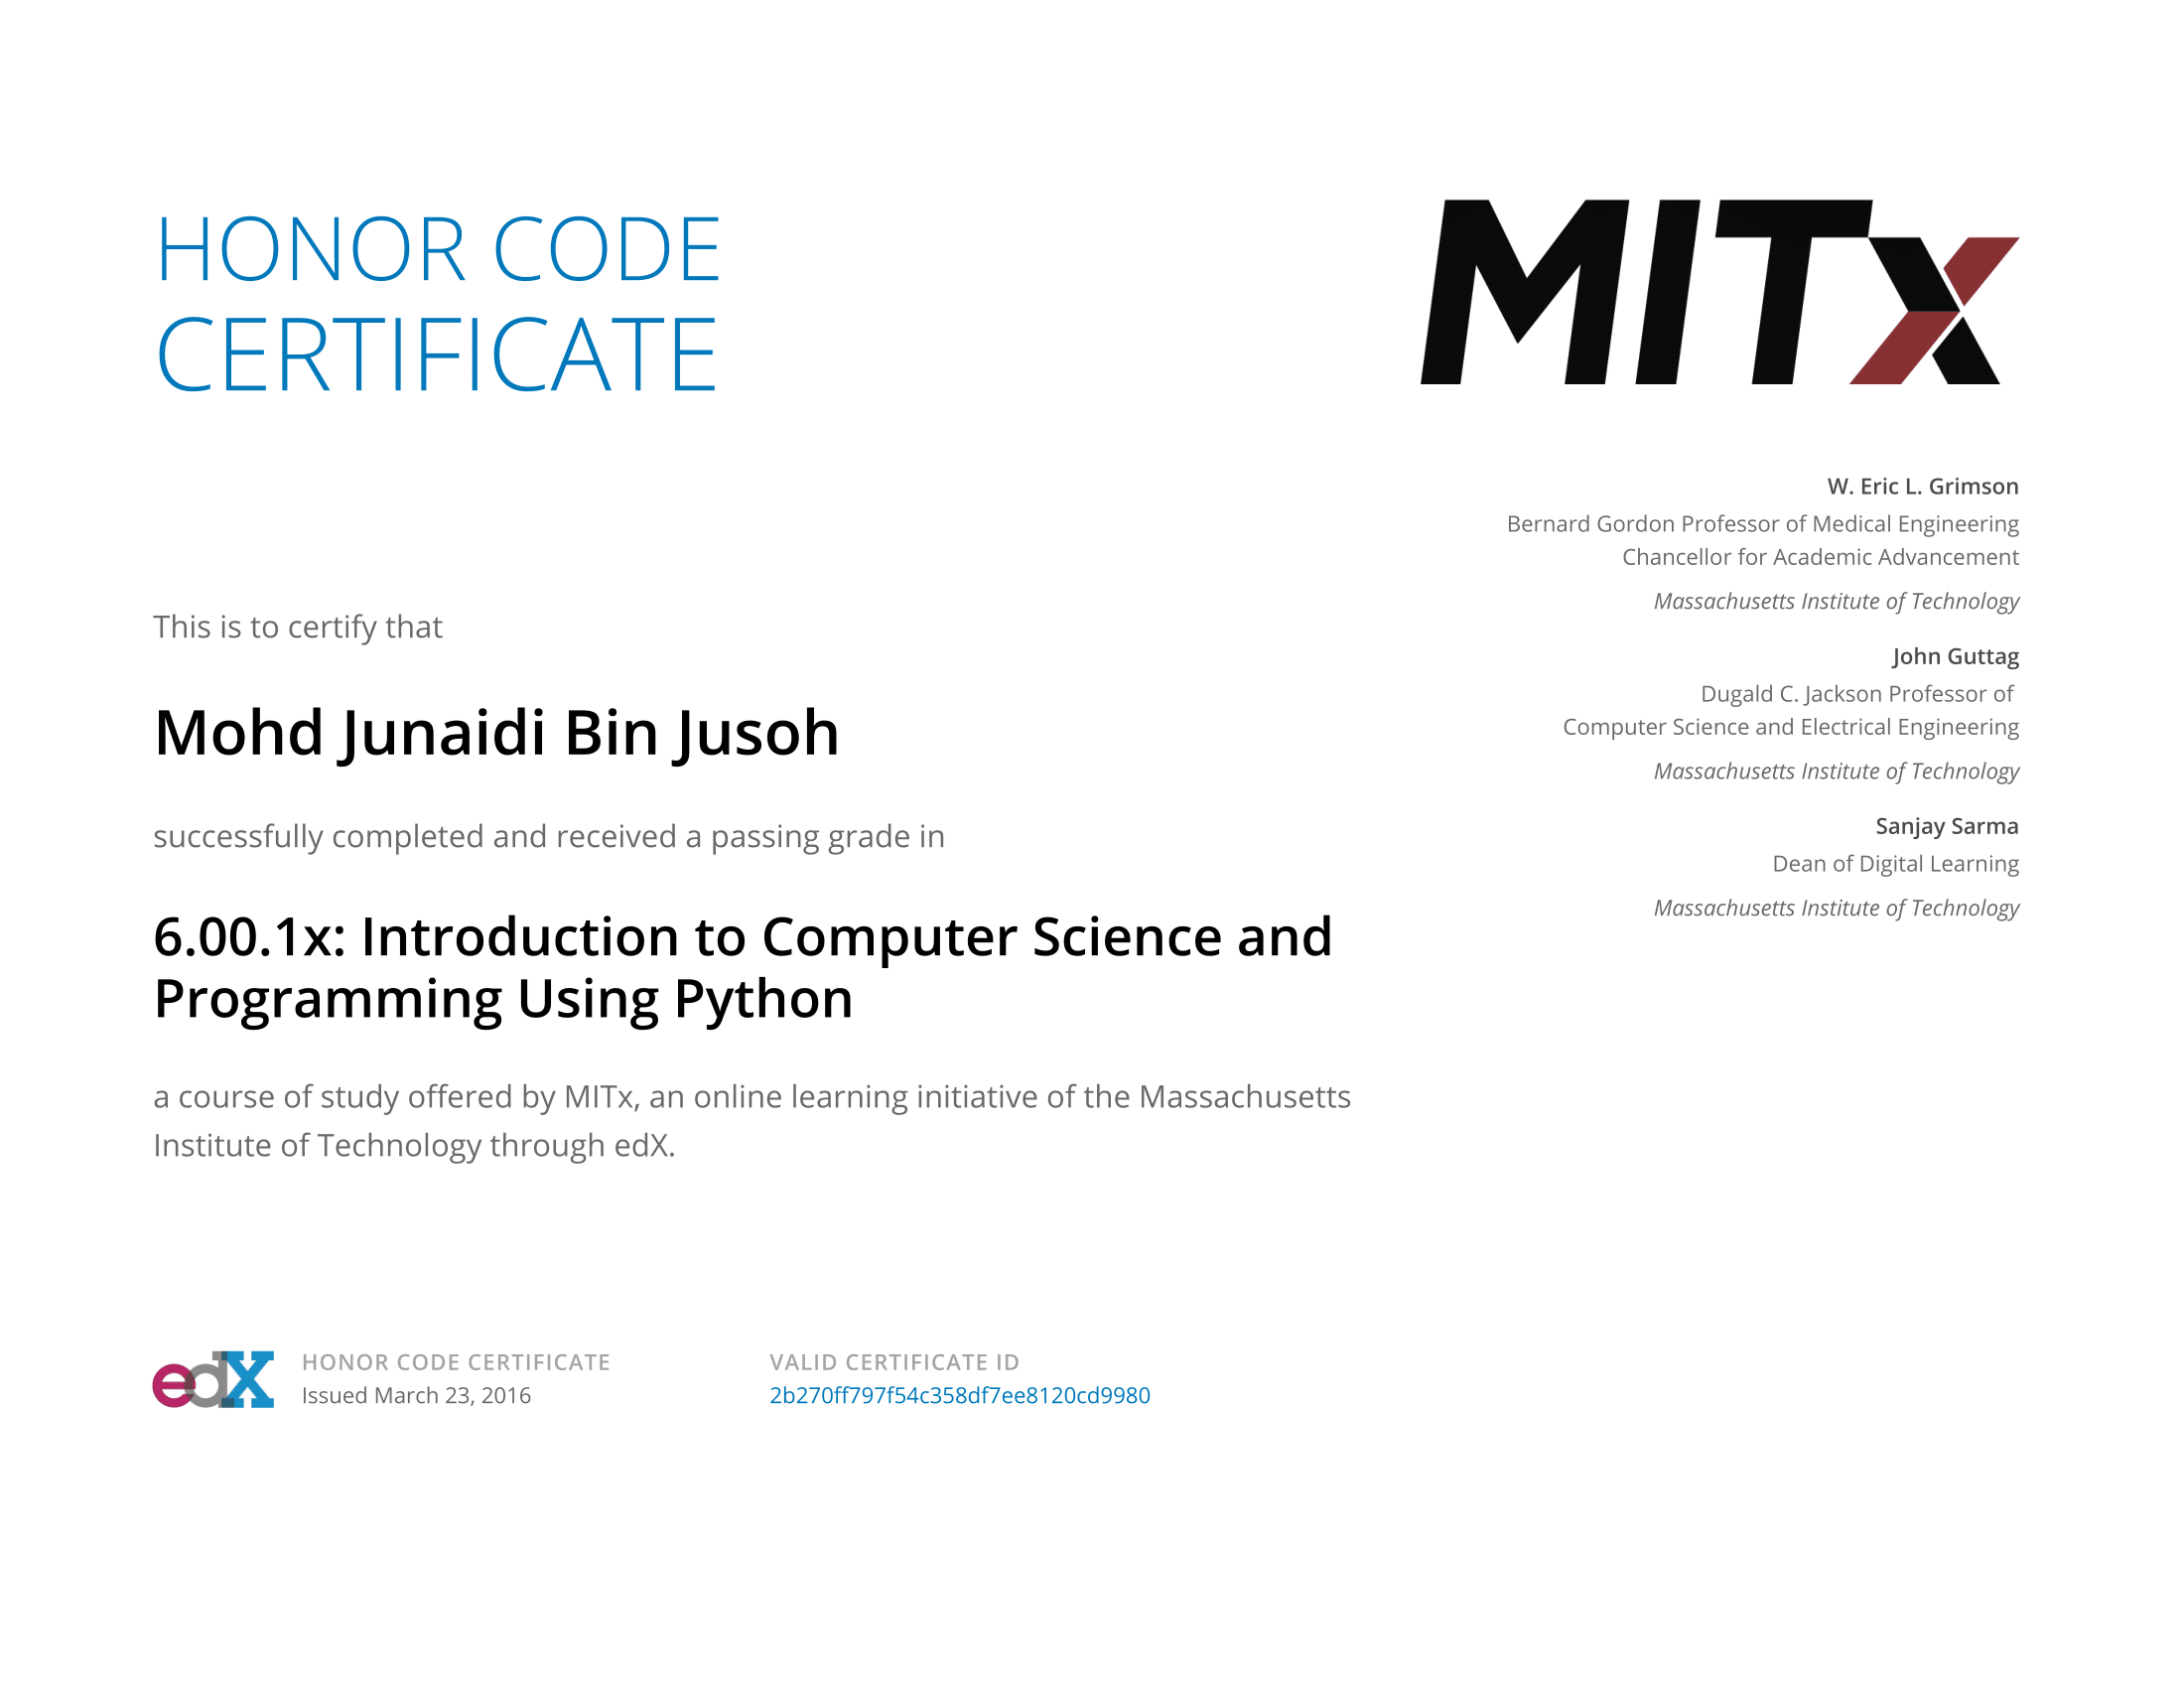 HONOR CODE
CERTIFICATE
MITx
W. Eric L. Grimson
Bernard Gordon Professor of Medical Engineering
Chancellor for Academic Advancement
Massachusetts Institute of Technology
John Guttag
Dugald C. Jackson Professor of
Computer Science and Electrical Engineering
Massachusetts Institute of Technology
Sanjay Sarma
Dean of Digital Learning
Massachusetts Institute of Technology
This is to certify that
Mohd Junaidi Bin Jusoh
successfully completed and received a passing grade in
6.00.1x: Introduction to Computer Science and
Programming Using Python
a course of study offered by MITx, an online learning initiative of the Massachusetts
Institute of Technology through edX.
edX
HONOR CODE CERTIFICATE
Issued March 23, 2016
VALID CERTIFICATE ID
2b270ff797f54c358df7ee8120cd9980